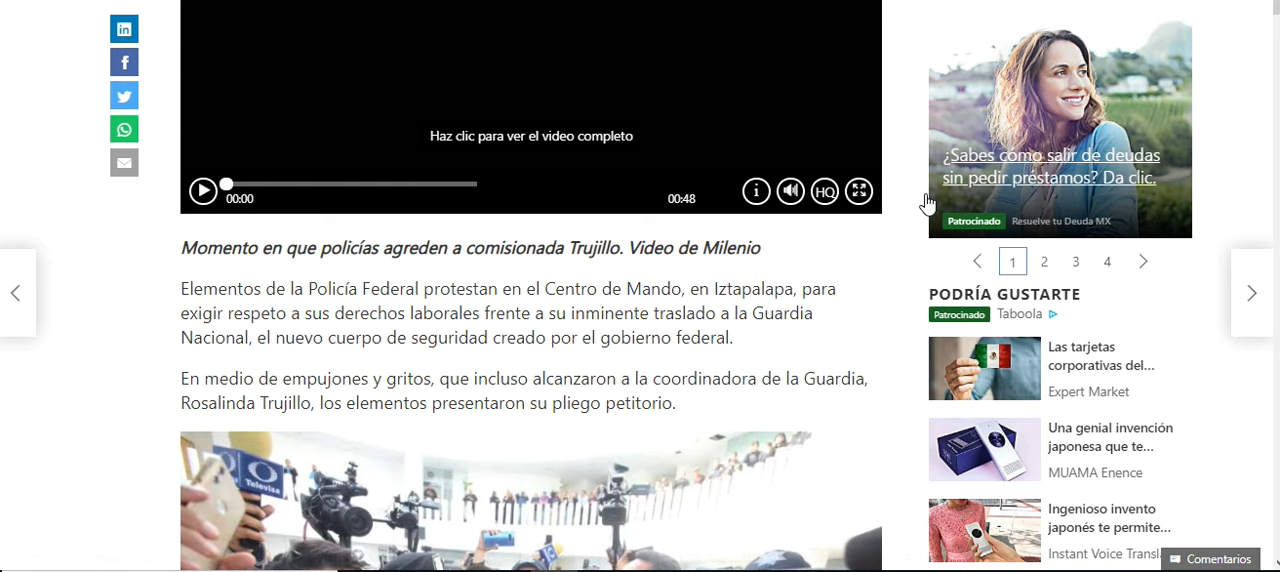 Haz clic para ver el video completo
00:00
00:48
HQ
Momento en que policías agreden a comisionada Trujillo. Video de Milenio
Elementos de la Policía Federal protestan en el Centro de Mando, en Iztapalapa, para
exigir respeto a sus derechos laborales frente a su inminente traslado a la Guardia
Nacional, el nuevo cuerpo de seguridad creado por el gobierno federal.
En medio de empujones y gritos, que incluso alcanzaron a la coordinadora de la Guardia,
Rosalinda Trujillo, los elementos presentaron su pliego petitorio.
Televisa
¿Sabes cómo salir de deudas
sin pedir préstamos? Da clic.
Patrocinado Resuelve tu Deuda MX
1 2 3 4
PODRÍA GUSTARTE
Patrocinado Taboola
Las tarjetas
corporativas del...
Expert Market
Una genial invención
japonesa que te...
MUAMA Enence
Ingenioso invento
japonés te permite...
Instant Voice Transl
Comentarios